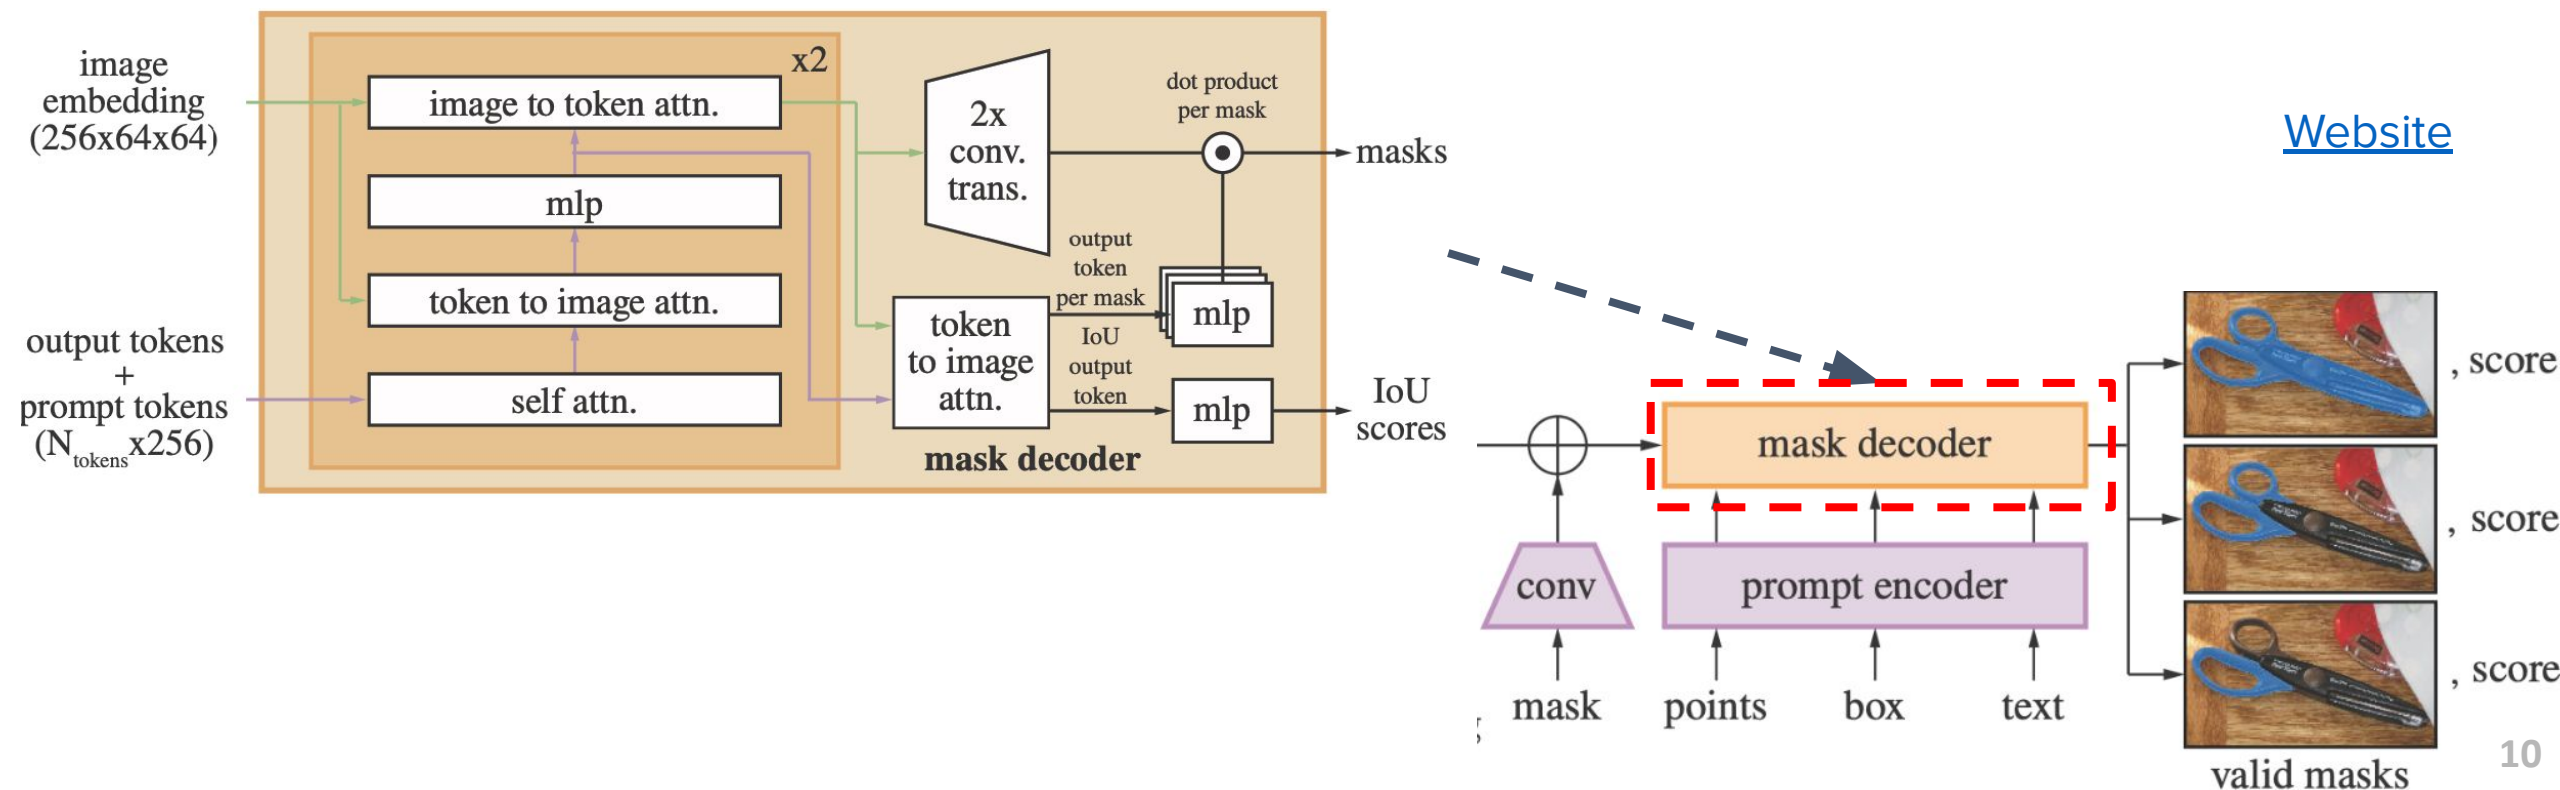 image
embedding
(256x64x64)
output tokens
+
prompt tokens
(Ntokensx256)
x2
image to token attn.
mlp
token to image attn.
self attn.
2x
conv.
trans.
dot product
per mask
masks
output
token
per mask
mlp
token
to image
attn.
IoU
output
token
mlp
IoU
scores
mask decoder
Website
mask decoder
conv
prompt encoder
mask
points
box
text
, score
, score
, score
valid masks
10